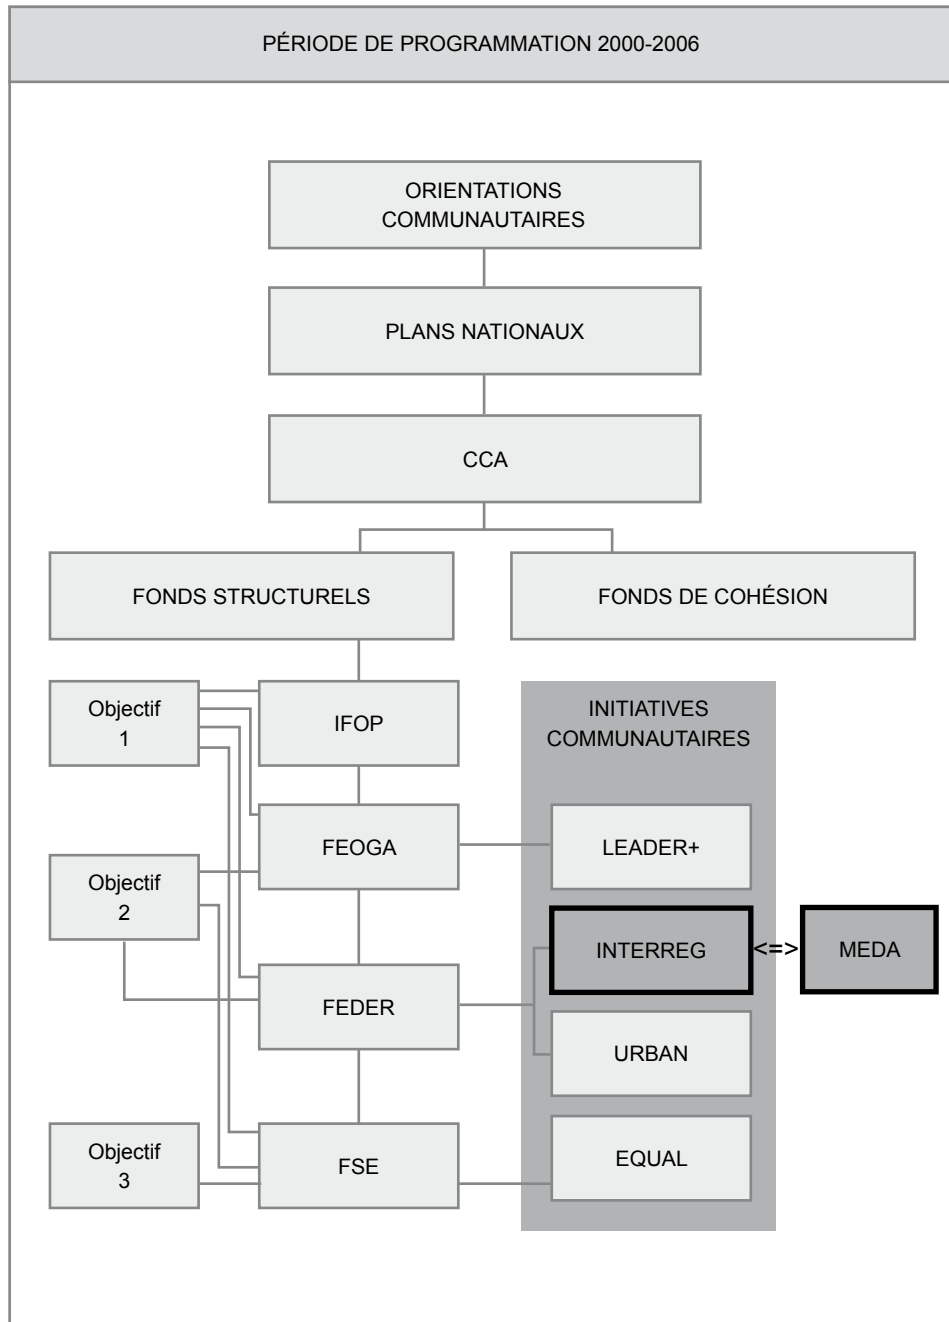 PÉRIODE DE PROGRAMMATION 2000-2006
ORIENTATIONS
COMMUNAUTAIRES
PLANS NATIONAUX
CCA
FONDS STRUCTURELS
FONDS DE COHÉSION
Objectif
1
IFOP
INITIATIVES
COMMUNAUTAIRES
FEOGA
LEADER+
Objectif
2
INTERREG
<=>
MEDA
FEDER
URBAN
Objectif
3
FSE
EQUAL